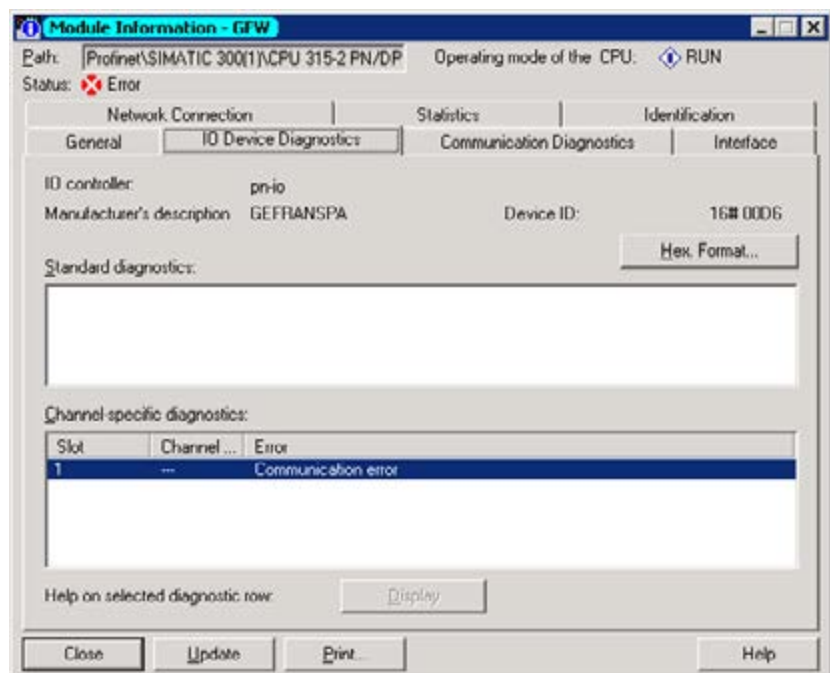 Module Information - GFW
Path: Profinet\SIMATIC 300(1)\CPU 315-2 PN/DP Operating mode of the CPU: RUN
Status: Error
Network Connection Statistics Identification
General IO Device Diagnostics Communication Diagnostics Interface
IO controller: pn-io
Manufacturer's description GEFRANSPA Device ID: 16# 00D6
Hex. Format...
Standard diagnostics:
Channel-specific diagnostics:
Slot Channel ... Error
1 --- Communication error
Help on selected diagnostic row: Display
Close Update Print... Help